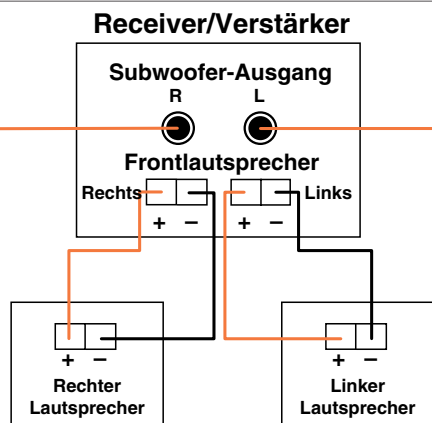 Receiver/Verstärker
Subwoofer-Ausgang
R L
Frontlautsprecher
Rechts Links
+ − + −
+ − + −
Rechter Linker
Lautsprecher Lautsprecher